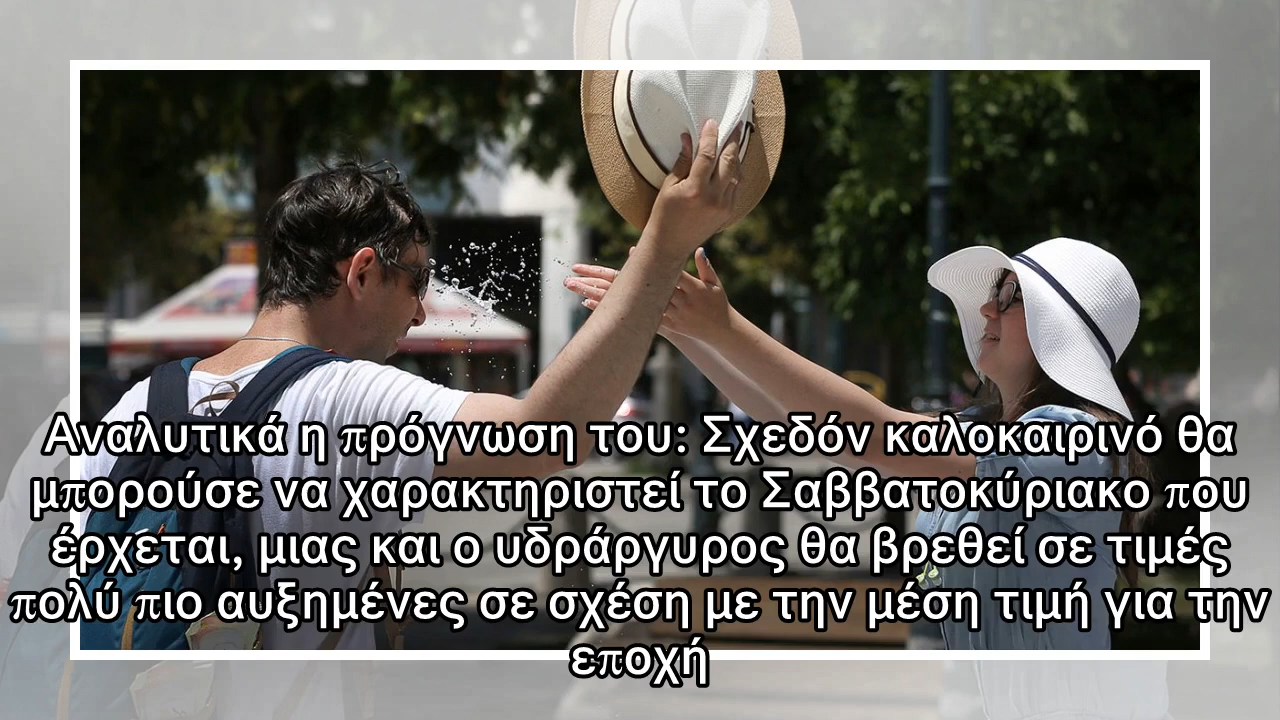 Αναλυτικά η πρόγνωση του: Σχεδόν καλοκαιρινό θα
μπορούσε να χαρακτηριστεί το Σαββατοκύριακο που
έρχεται, μιας και ο υδράργυρος θα βρεθεί σε τιμές
πολύ πιο αυξημένες σε σχέση με την μέση τιμή για την
εποχή